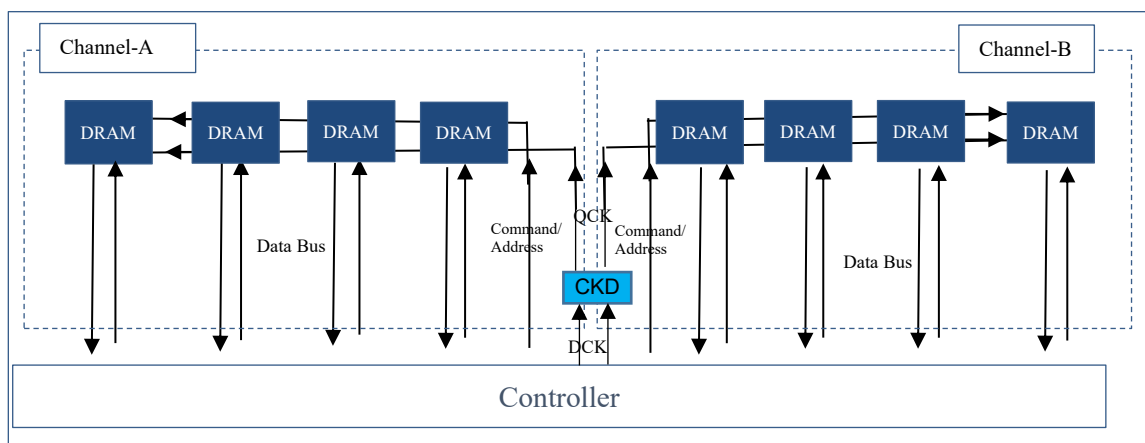 Channel-A
Channel-B
DRAM
DRAM
DRAM
DRAM
DRAM
DRAM
DRAM
DRAM
QCK
Command/
Address
Command/
Address
Data Bus
Data Bus
CKD
DCK
Controller